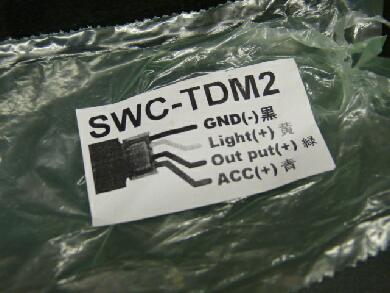 SWC-TDM2
GND(-)黒
Light(+) 黄
Out put(+) 緑
ACC(+) 青